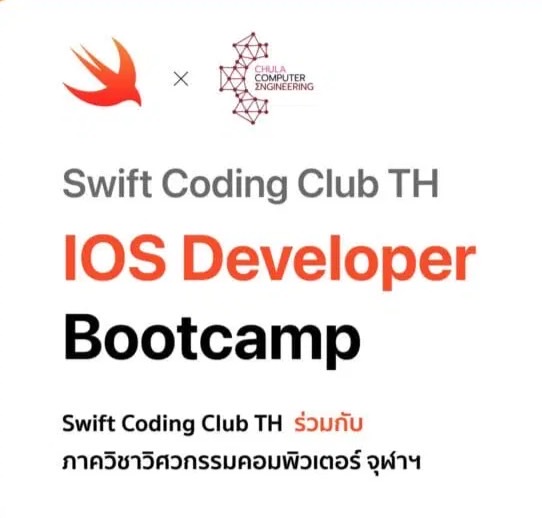 ×
CHULA
COMPUTER
ΣNGINEERING
Swift Coding Club TH
IOS Developer
Bootcamp
Swift Coding Club TH ร่วมกับ
ภาควิชาวิศวกรรมคอมพิวเตอร์ จุฬาฯ